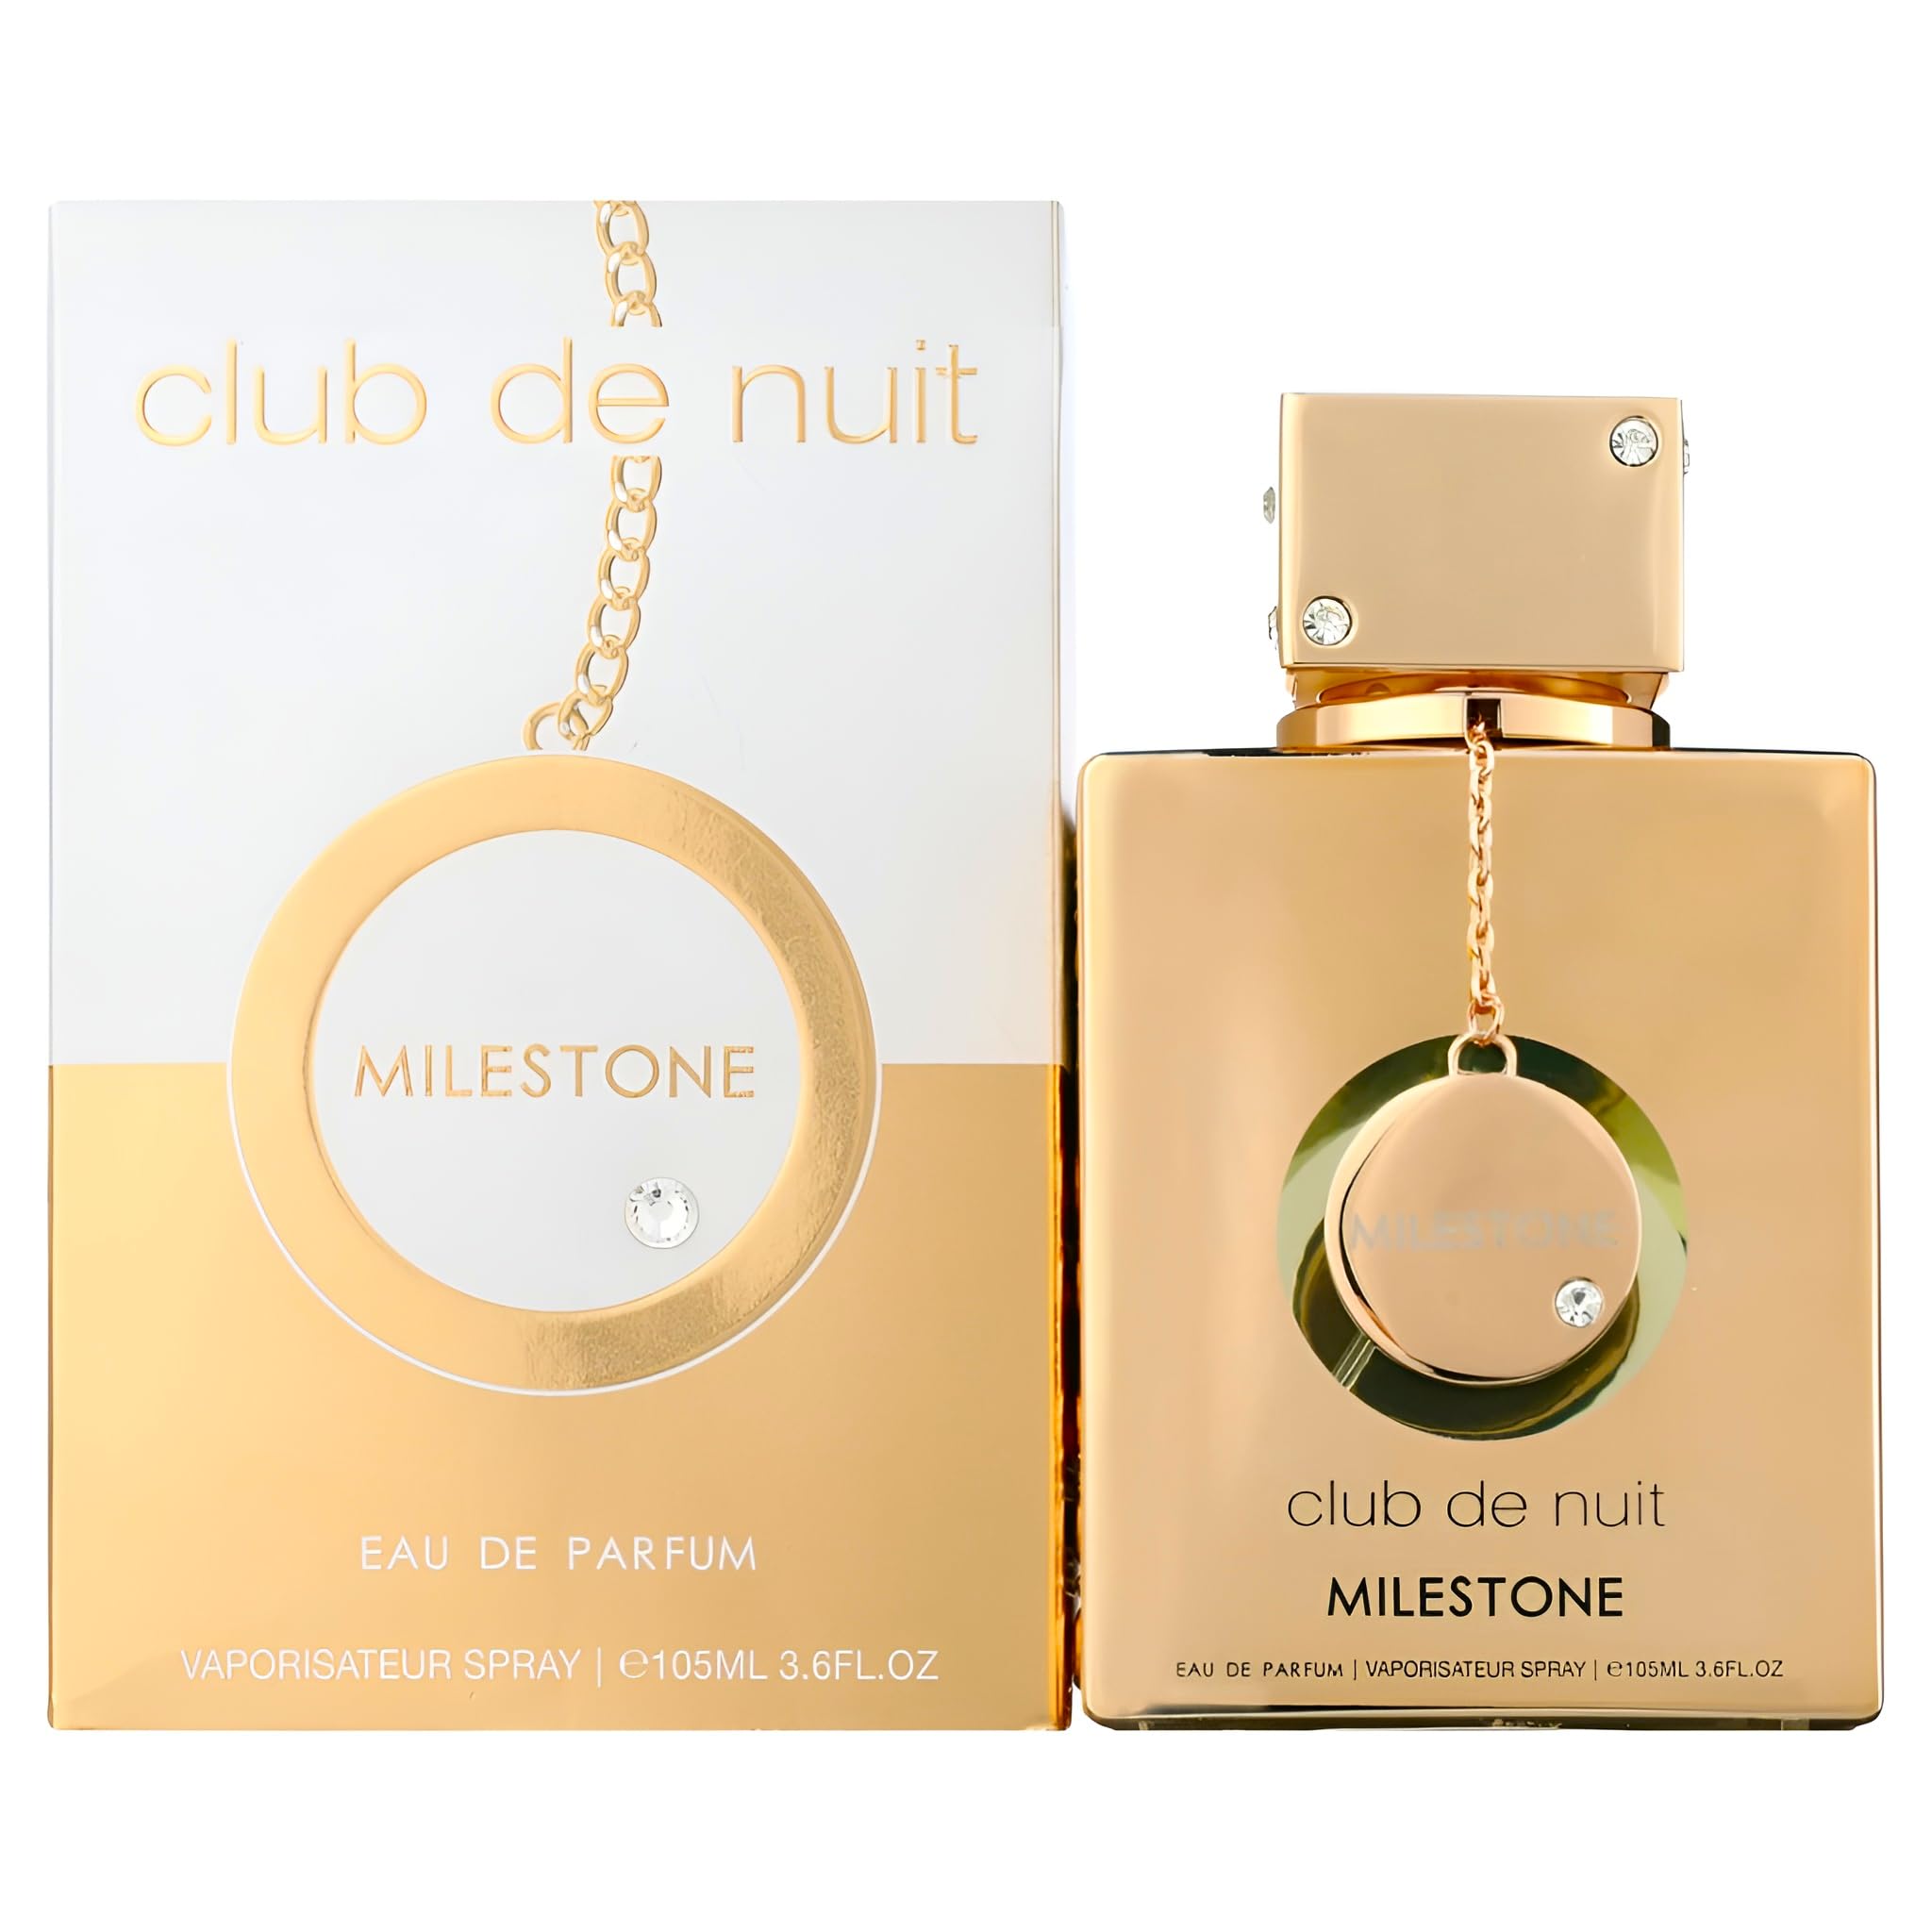 club de nuit
MILESTONE
EAU DE PARFUM
VAPORISATEUR SPRAY | ℮105ML 3.6FL.OZ
MILESTONE
club de nuit
MILESTONE
EAU DE PARFUM | VAPORISATEUR SPRAY | ℮105ML 3.6FL.OZ